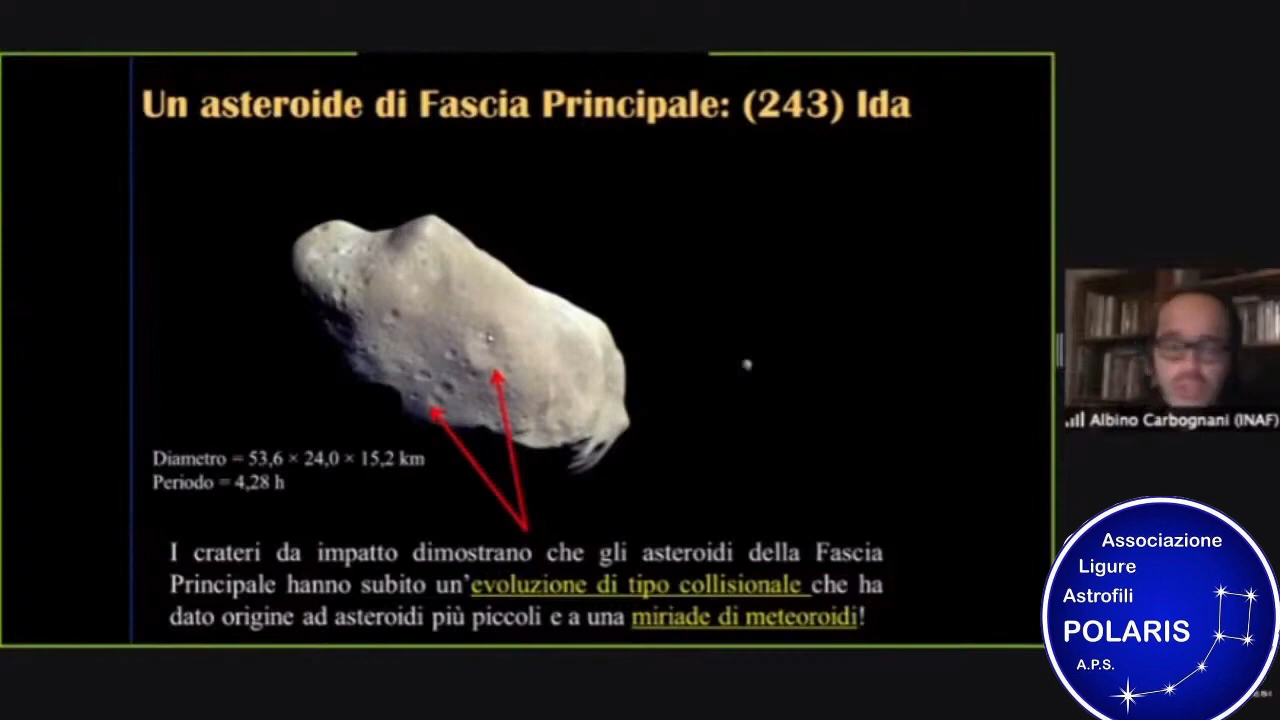 Un asteroide di Fascia Principale: (243) Ida
Diametro = 53,6 × 24,0 × 15,2 km
Periodo = 4,28 h
I crateri da impatto dimostrano che gli asteroidi della Fascia
Principale hanno subito un'evoluzione di tipo collisionale che ha
dato origine ad asteroidi più piccoli e a una miriade di meteoroidi!
Albino Carbognani (INAF)
Associazione
Ligure
Astrofili
POLARIS
A.P.S.